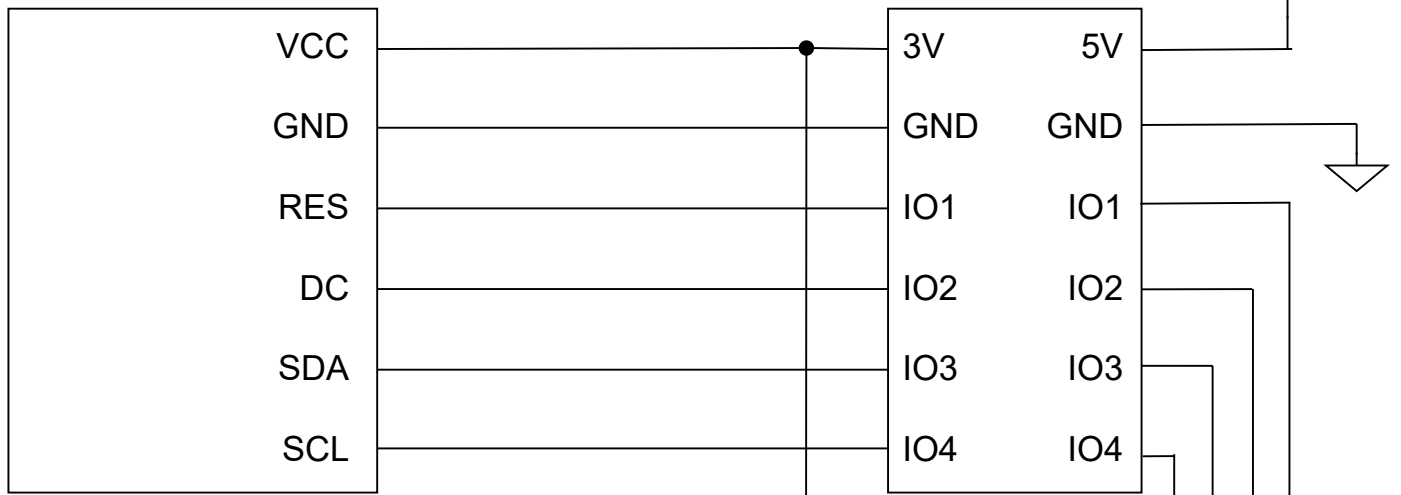 VCC
GND
RES
DC
SDA
SCL
3V 5V
GND GND
IO1 IO1
IO2 IO2
IO3 IO3
IO4 IO4